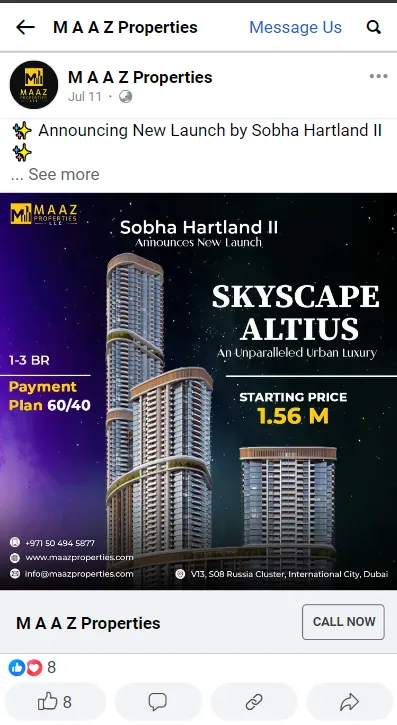 M A A Z Properties
Message Us
M A A Z Properties
Jul 11 ·
Announcing New Launch by Sobha Hartland II
... See more
MAAZ
PROPERTIES
LLC
Sobha Hartland II
Announces New Launch
SKYSCAPE
ALTIUS
An Unparalleled Urban Luxury
1-3 BR
Payment
Plan 60/40
STARTING PRICE
1.56 M
+971 50 494 5877
www.maazproperties.com
info@maazproperties.com
V13, S08 Russia Cluster, International City, Dubai
M A A Z Properties
CALL NOW
8
8